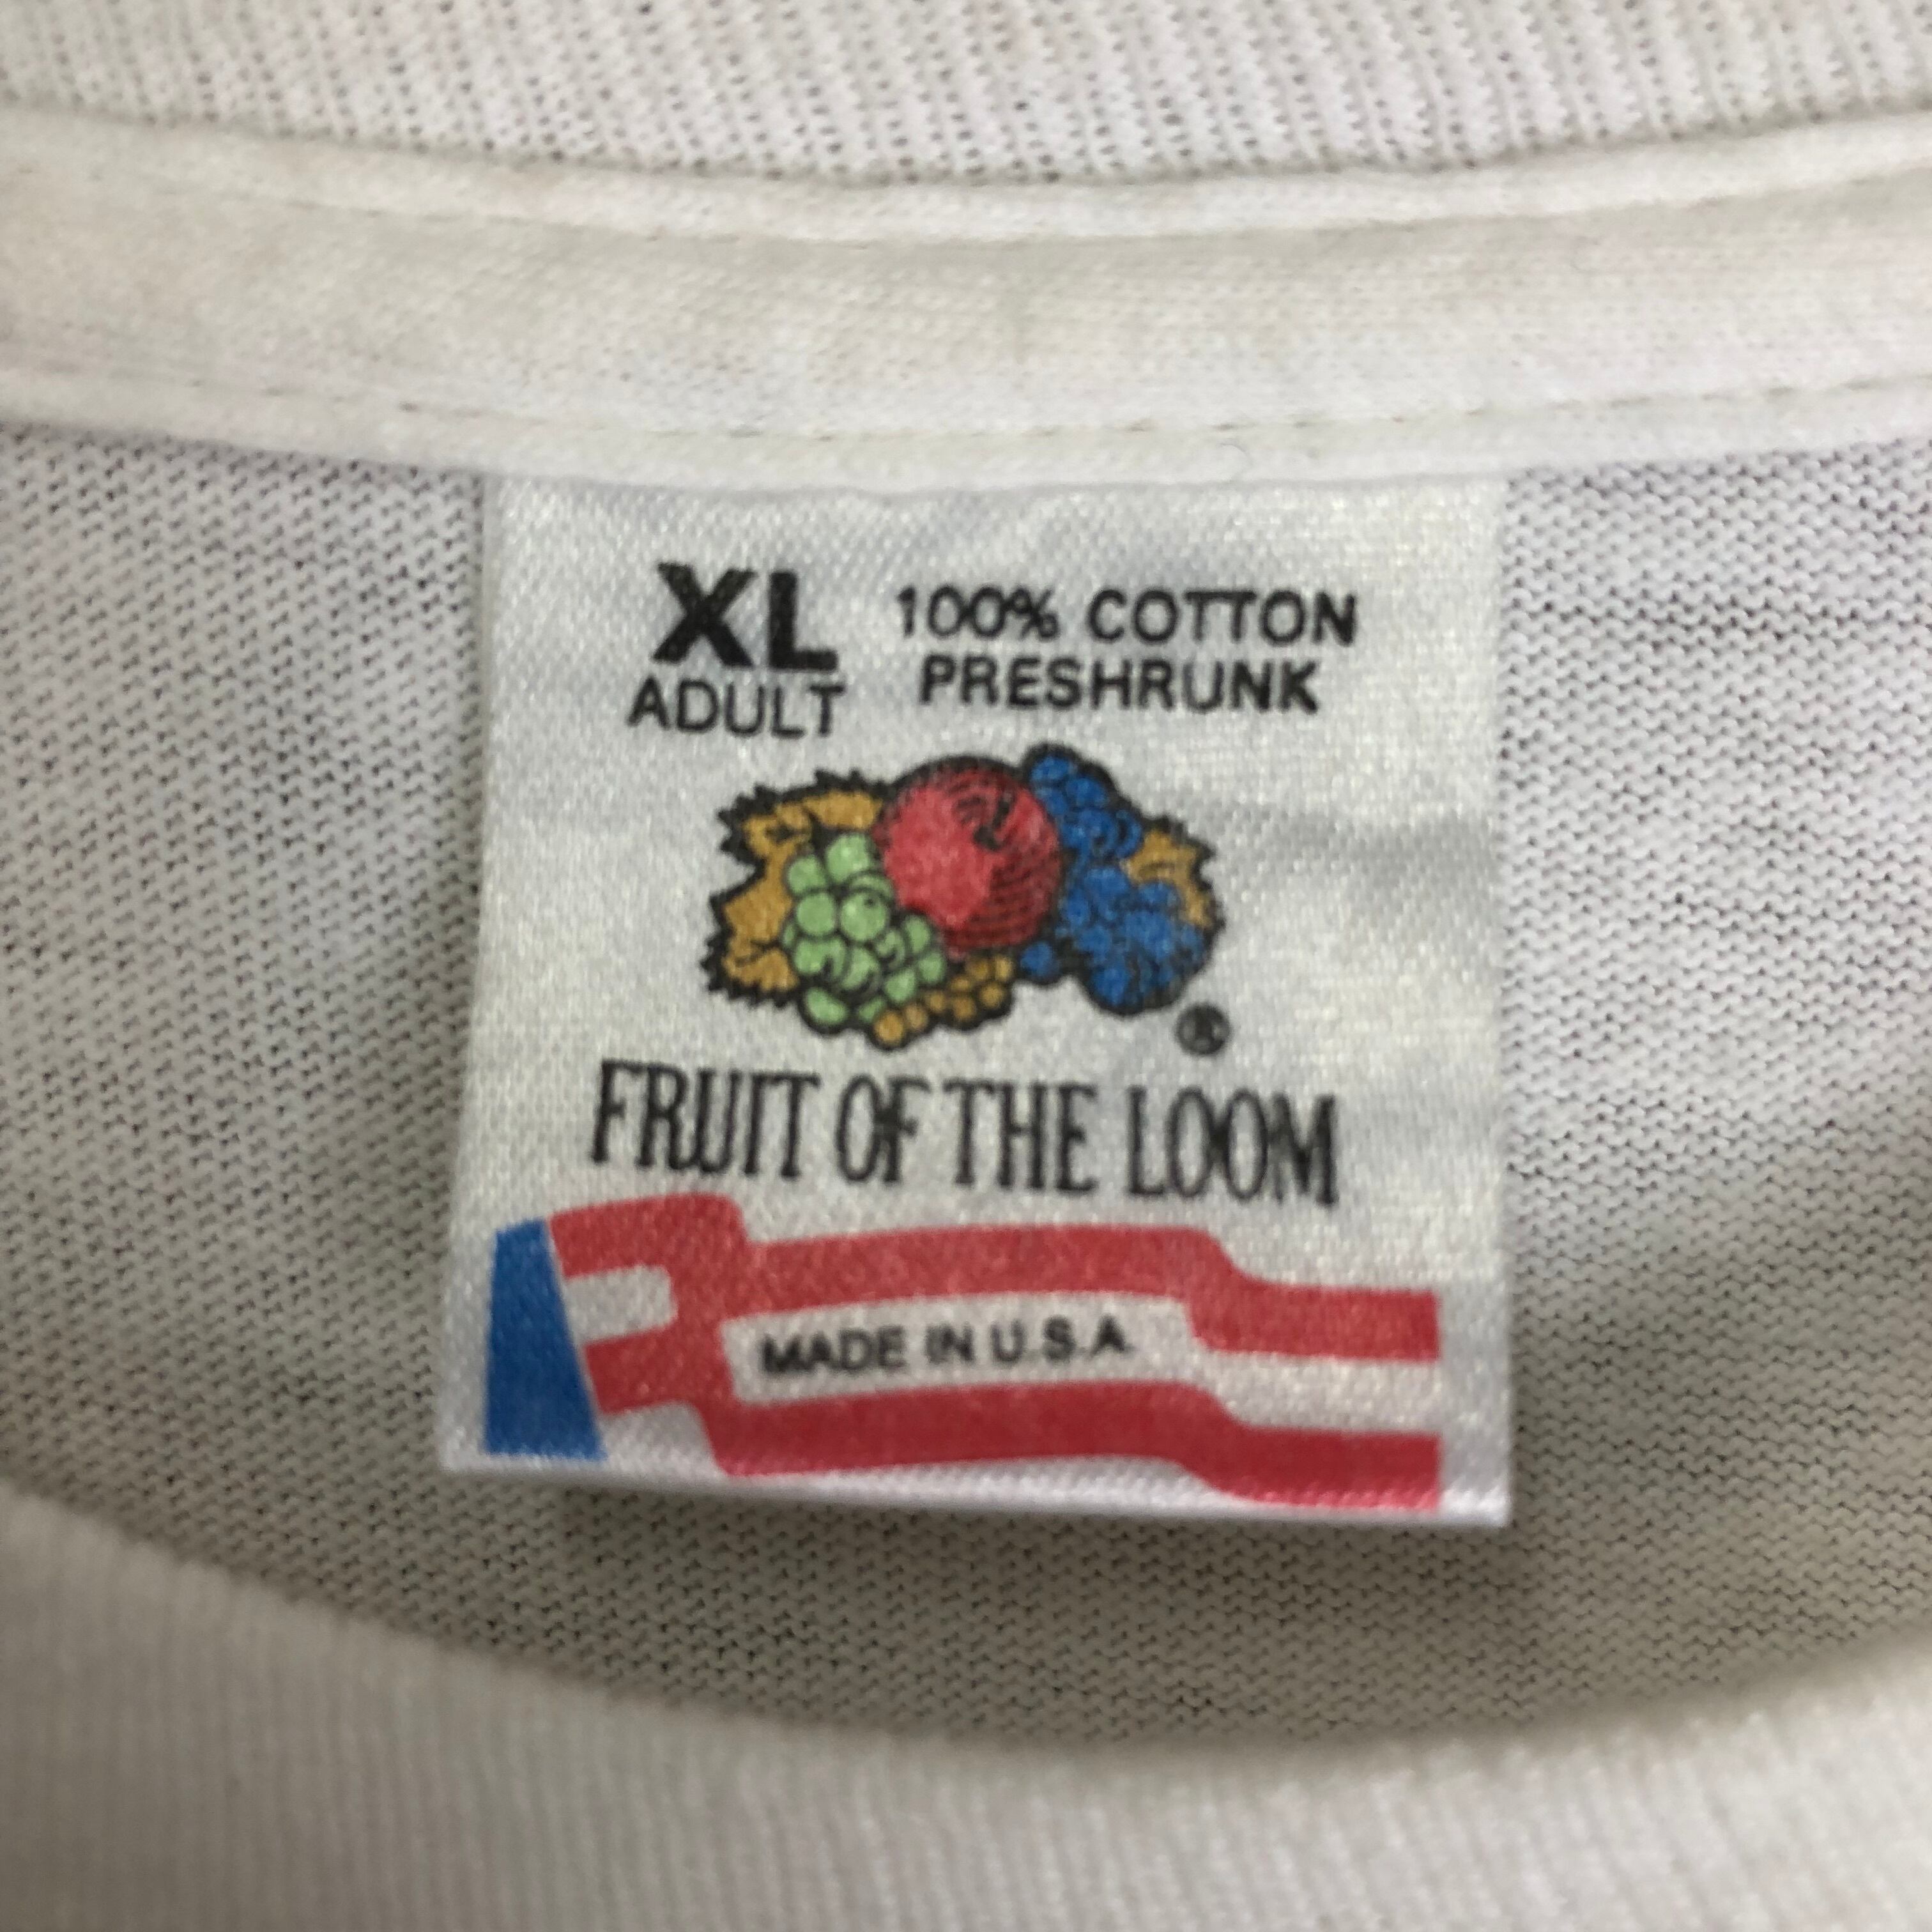 XL 100% COTTON
ADULT PRESHRUNK
®
FRUIT OF THE LOOM
MADE IN U.S.A.